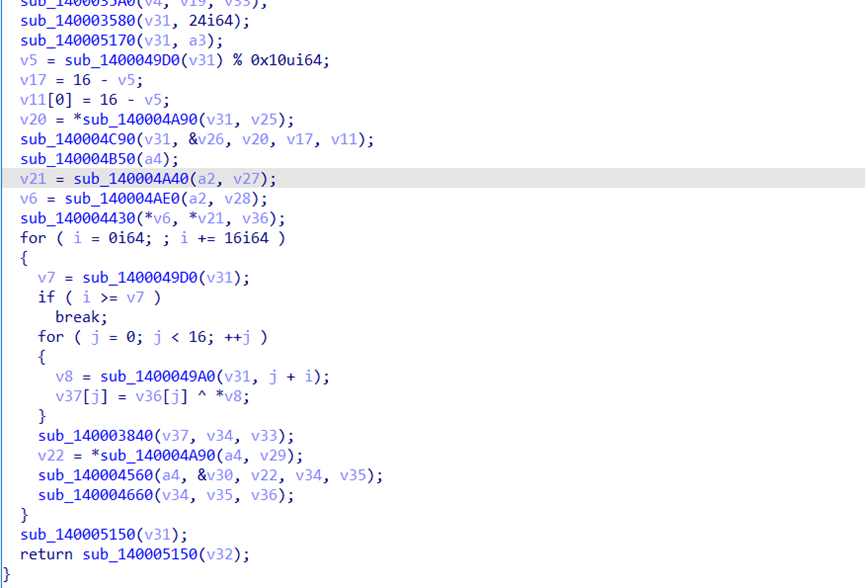 sub_1400035A0(v4, v19, v33);
sub_140003580(v31, 24i64);
sub_140005170(v31, a3);
v5 = sub_1400049D0(v31) % 0x10ui64;
v17 = 16 - v5;
v11[0] = 16 - v5;
v20 = *sub_140004A90(v31, v25);
sub_140004C90(v31, &v26, v20, v17, v11);
sub_140004B50(a4);
v21 = sub_140004A40(a2, v27);
v6 = sub_140004AE0(a2, v28);
sub_140004430(*v6, *v21, v36);
for ( i = 0i64; ; i += 16i64 )
{
v7 = sub_1400049D0(v31);
if ( i >= v7 )
break;
for ( j = 0; j < 16; ++j )
{
v8 = sub_1400049A0(v31, j + i);
v37[j] = v36[j] ^ *v8;
}
sub_140003840(v37, v34, v33);
v22 = *sub_140004A90(a4, v29);
sub_140004560(a4, &v30, v22, v34, v35);
sub_140004660(v34, v35, v36);
}
sub_140005150(v31);
return sub_140005150(v32);
}